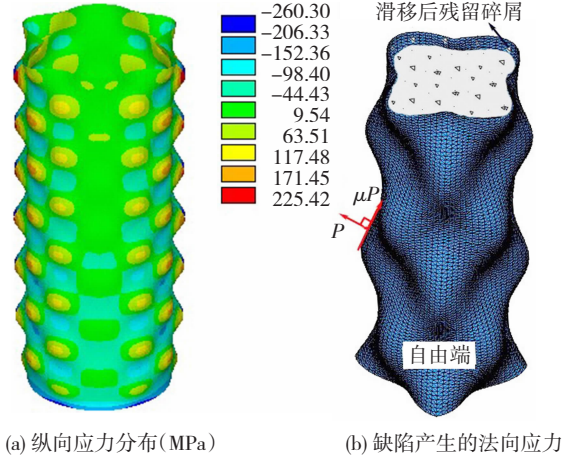 -260.30
-206.33
-152.36
-98.40
-44.43
9.54
63.51
117.48
171.45
225.42
(a) 纵向应力分布(MPa)
滑移后残留碎屑
μP
P
自由端
(b) 缺陷产生的法向应力